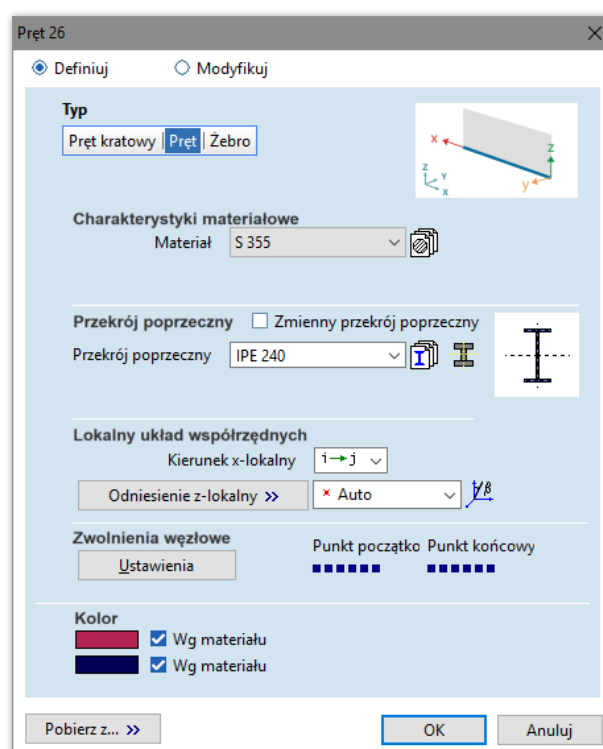 Pręt 26
Definiuj Modyfikuj
Typ
Pręt kratowy Pręt Żebro
x z y
z y x
Charakterystyki materiałowe
Materiał S 355
Przekrój poprzeczny Zmienny przekrój poprzeczny
Przekrój poprzeczny IPE 240
Lokalny układ współrzędnych
Kierunek x-lokalny i→j
Odniesienie z-lokalny » × Auto
Zwolnienia węzłowe
Punkt początko Punkt końcowy
Ustawienia
Kolor
Wg materiału
Wg materiału
Pobierz z... » OK Anuluj